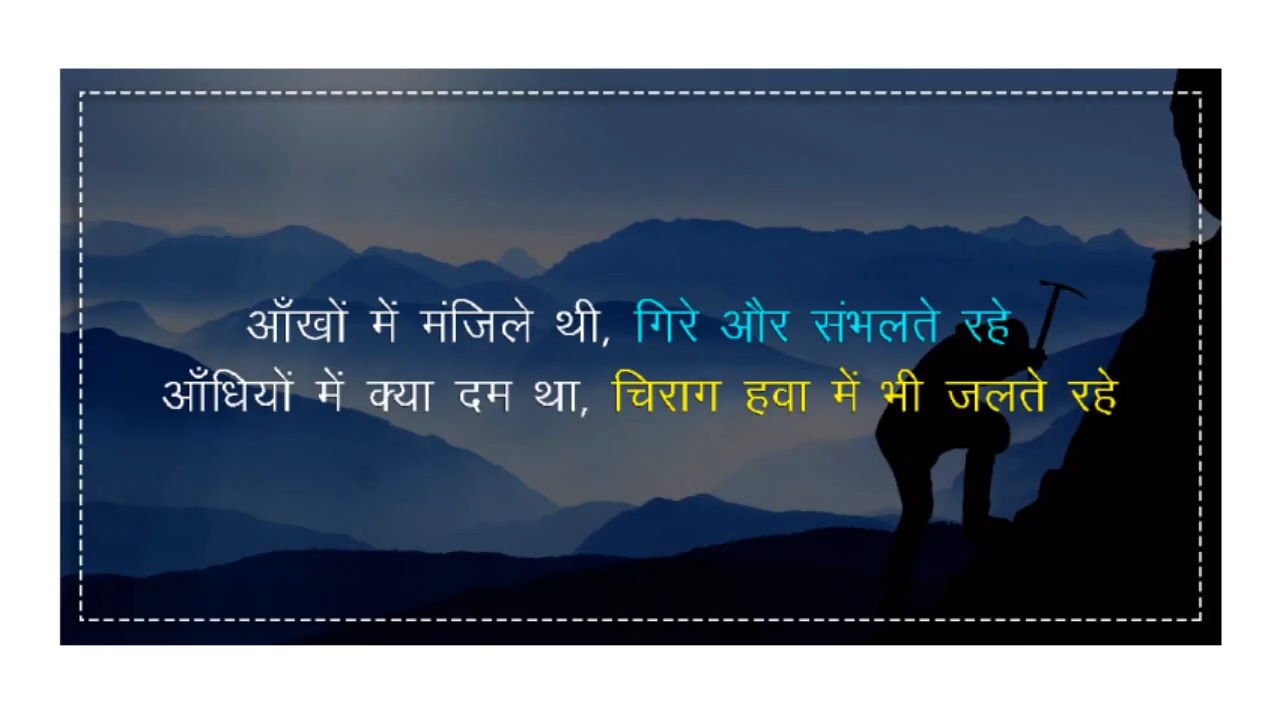 आँखों में मंजिले थी, गिरे और संभलते रहे
आँधियों में क्या दम था, चिराग हवा में भी जलते रहे